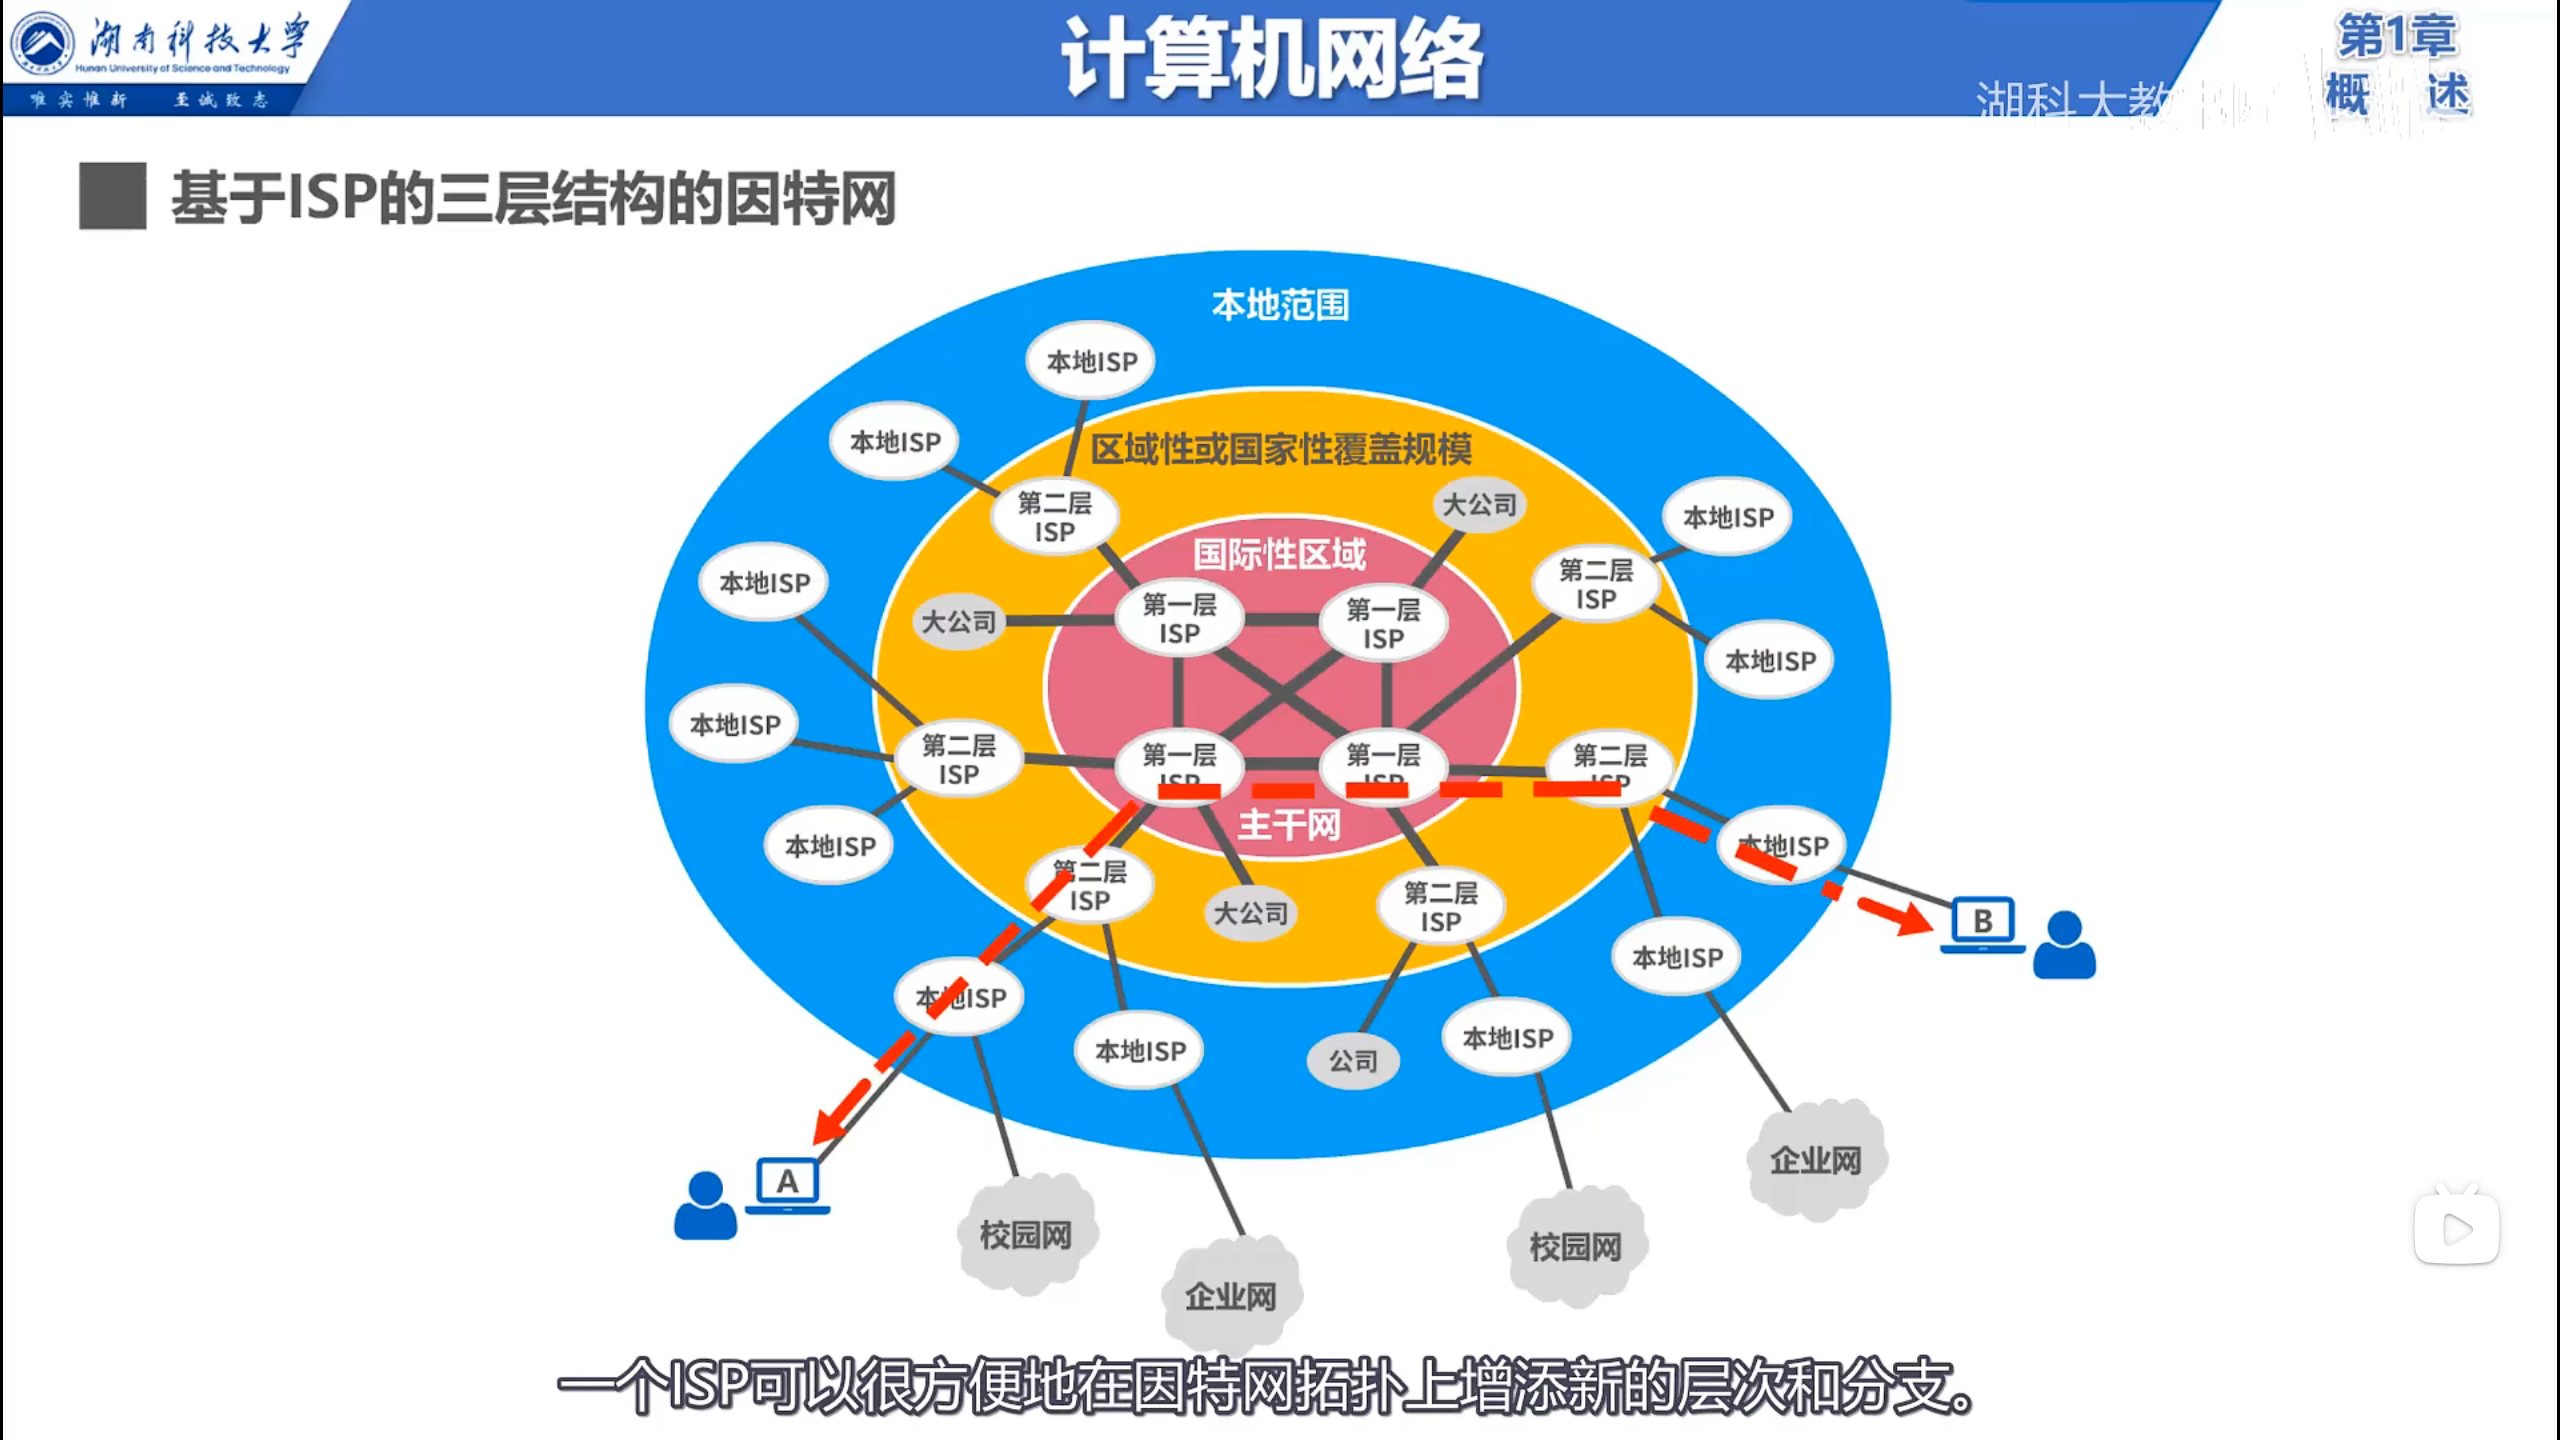 湖南科技大学
Hunan University of Science and Technology
唯实惟新 至诚致志
计算机网络
第1章
概 述
湖科大教
基于ISP的三层结构的因特网
本地范围
本地ISP
本地ISP
区域性或国家性覆盖规模
第二层
ISP
大公司
本地ISP
国际性区域
本地ISP
第二层
ISP
大公司
第一层
ISP
第一层
ISP
本地ISP
本地ISP
第二层
ISP
第一层
ISP
第一层
ISP
第二层
ISP
主干网
本地ISP
本地ISP
第二层
ISP
大公司
第二层
ISP
B
本地ISP
本地ISP
本地ISP
公司
本地ISP
A
校园网
企业网
校园网
企业网
一个ISP可以很方便地在因特网拓扑上增添新的层次和分支。